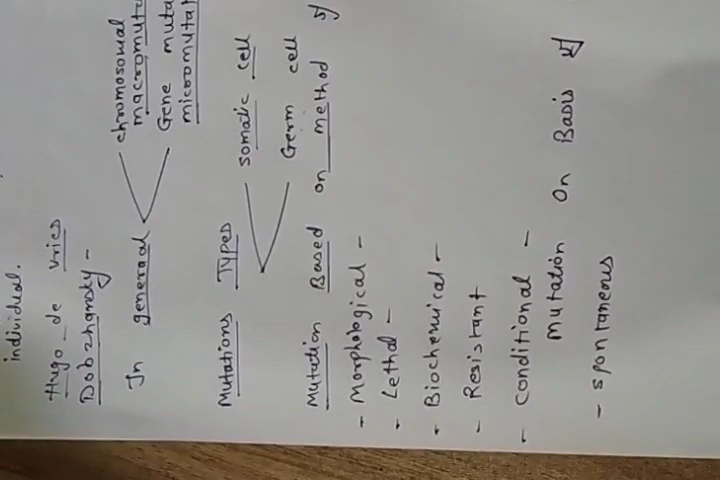 individual.
Hugo-de vries
Dobzhansky -
In general
chromosomal
macromuta
Gene muta
micromuta
Mutations Types
somatic cell
Germ cell
Mutation Based on method of
- Morphological -
- Lethal -
- Biochemical -
- Resistant
- Conditional -
Mutation On Basis of
- spontaneous